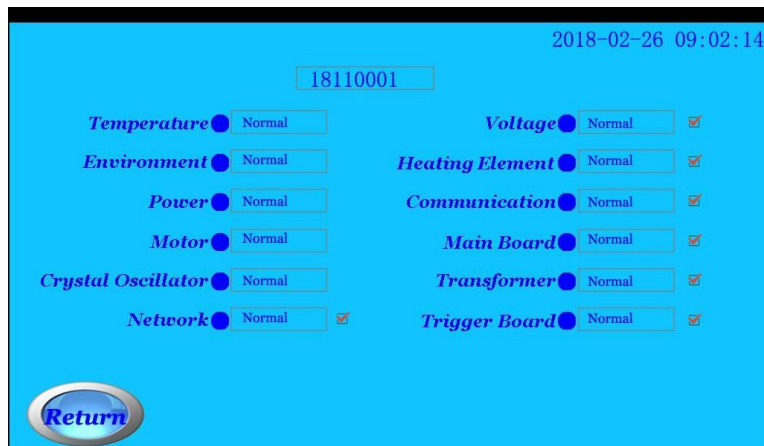 2018-02-26 09:02:14
18110001
Temperature Normal
Voltage Normal
Environment Normal
Heating Element Normal
Power Normal
Communication Normal
Motor Normal
Main Board Normal
Crystal Oscillator Normal
Transformer Normal
Network Normal
Trigger Board Normal
Return